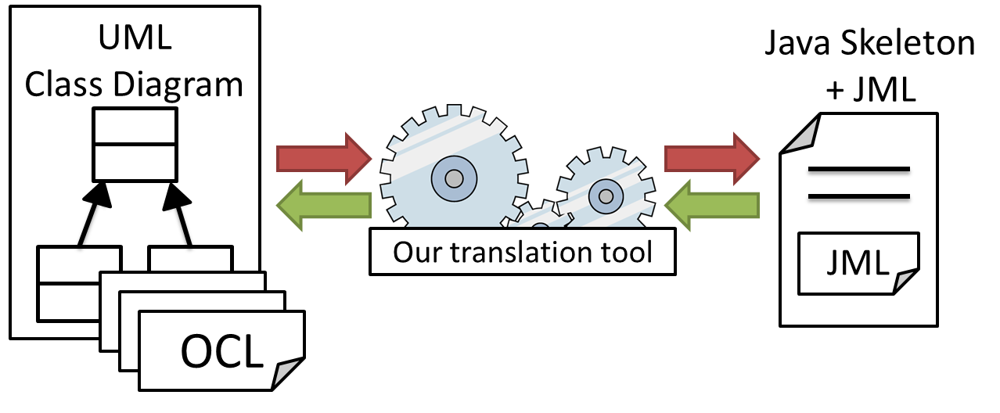 UML
Class Diagram
OCL
Our translation tool
Java Skeleton
+ JML
JML